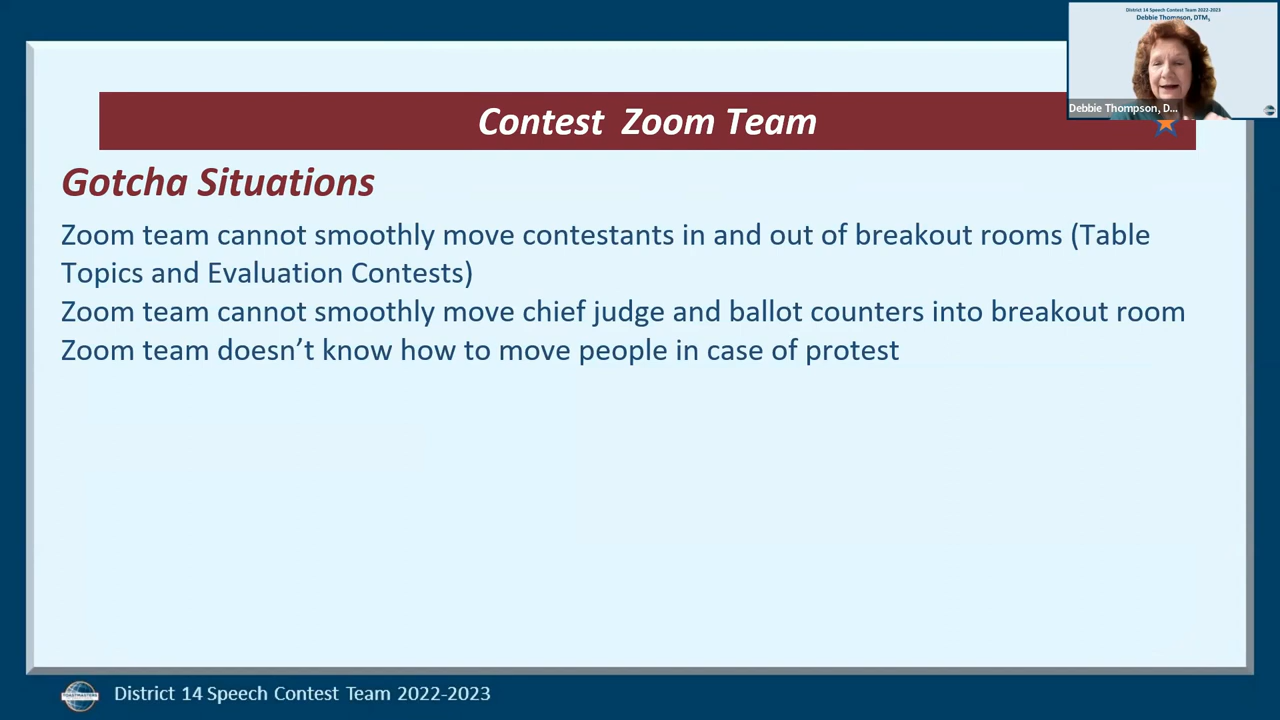 District 14 Speech Contest Team 2022-2023
Debbie Thompson, DTM,
Debbie Thompson, D...
Contest Zoom Team
Gotcha Situations
Zoom team cannot smoothly move contestants in and out of breakout rooms (Table
Topics and Evaluation Contests)
Zoom team cannot smoothly move chief judge and ballot counters into breakout room
Zoom team doesn’t know how to move people in case of protest
TOASTMASTERS
District 14 Speech Contest Team 2022-2023